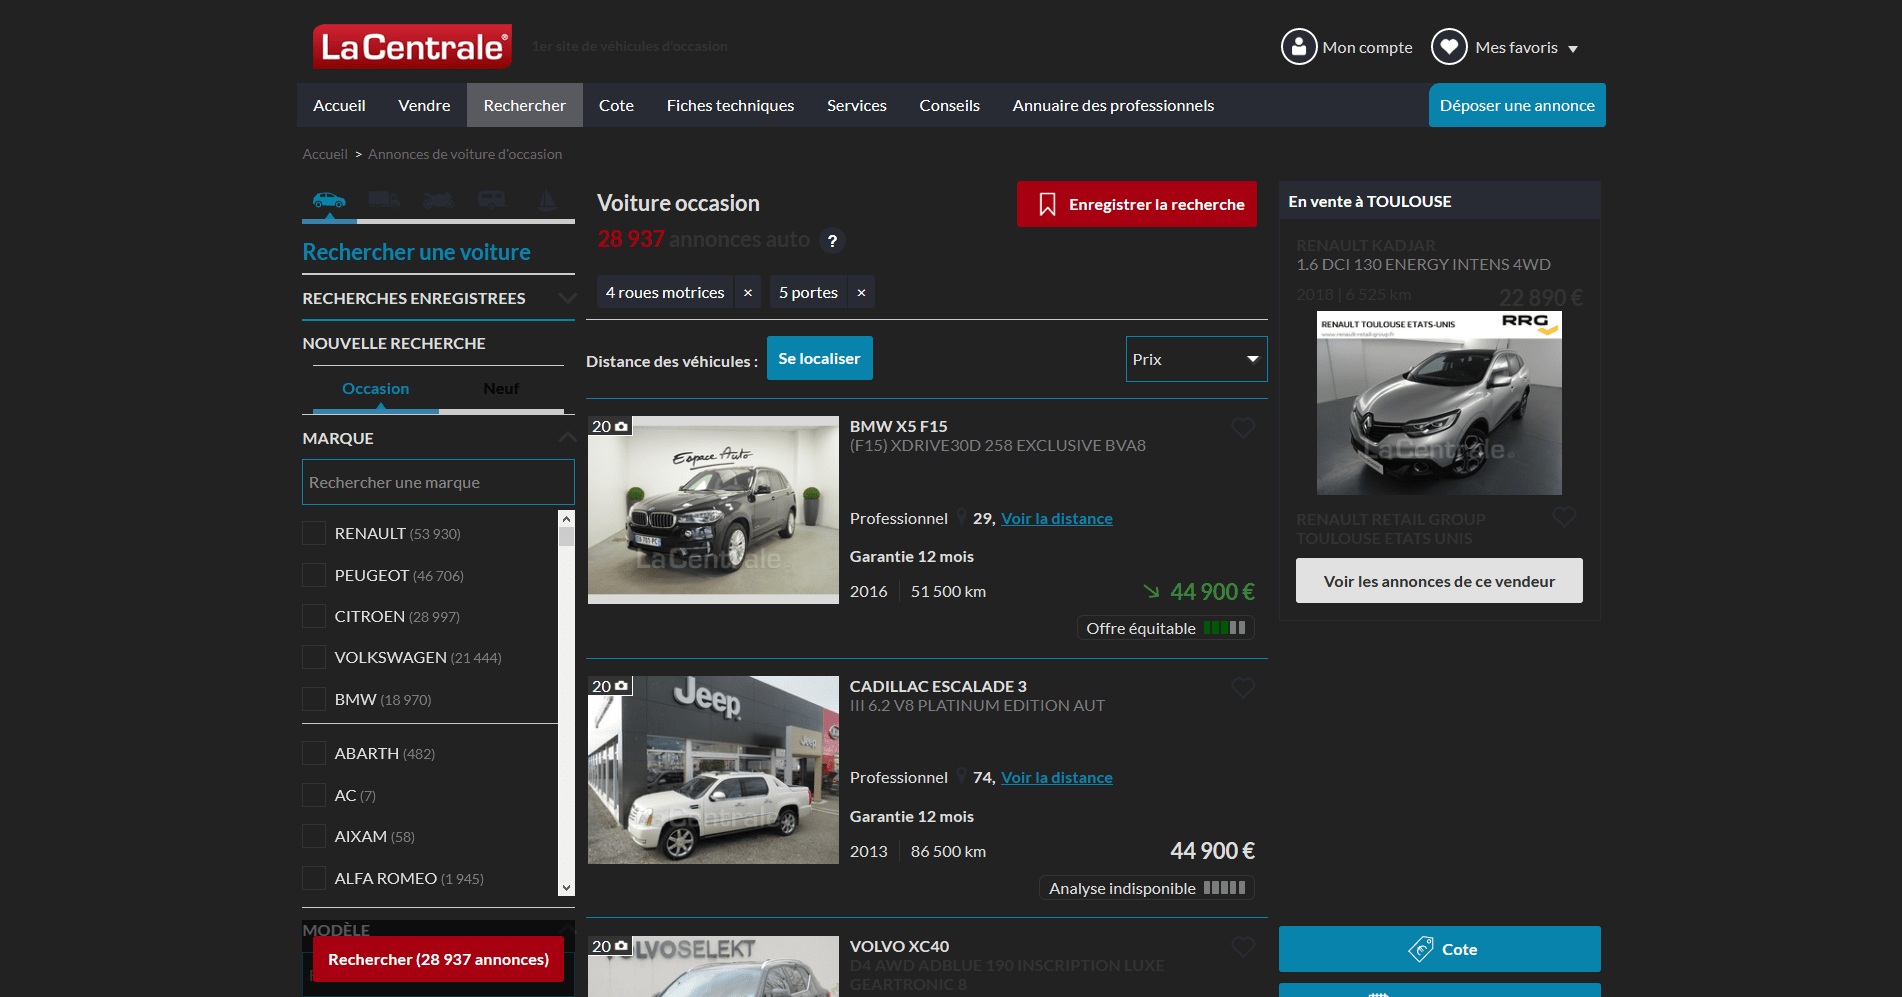 LaCentrale®
1er site de véhicules d'occasion
Mon compte
Mes favoris
Accueil
Vendre
Rechercher
Cote
Fiches techniques
Services
Conseils
Annuaire des professionnels
Déposer une annonce
Accueil > Annonces de voiture d'occasion
Rechercher une voiture
RECHERCHES ENREGISTREES
NOUVELLE RECHERCHE
Occasion
Neuf
MARQUE
Rechercher une marque
RENAULT (53 930)
PEUGEOT (46 706)
CITROEN (28 997)
VOLKSWAGEN (21 444)
BMW (18 970)
ABARTH (482)
AC (7)
AIXAM (58)
ALFA ROMEO (1 945)
MODÈLE
Rechercher (28 937 annonces)
Voiture occasion
28 937 annonces auto ?
Enregistrer la recherche
4 roues motrices ×
5 portes ×
Distance des véhicules :
Se localiser
Prix
20
Espace Auto
LaCentrale
BMW X5 F15
(F15) XDRIVE30D 258 EXCLUSIVE BVA8
Professionnel 29, Voir la distance
Garantie 12 mois
2016
51 500 km
44 900 €
Offre équitable
20
Jeep
Jeep
LaCentrale
CADILLAC ESCALADE 3
III 6.2 V8 PLATINUM EDITION AUT
Professionnel 74, Voir la distance
Garantie 12 mois
2013
86 500 km
44 900 €
Analyse indisponible
20
VOLVO XC40
D4 AWD ADBLUE 190 INSCRIPTION LUXE
GEARTRONIC 8
En vente à TOULOUSE
RENAULT KADJAR
1.6 DCI 130 ENERGY INTENS 4WD
2018 | 6 525 km
22 890 €
RENAULT TOULOUSE ETATS-UNIS
RRG
LaCentrale
RENAULT RETAIL GROUP
TOULOUSE ETATS UNIS
Voir les annonces de ce vendeur
Cote